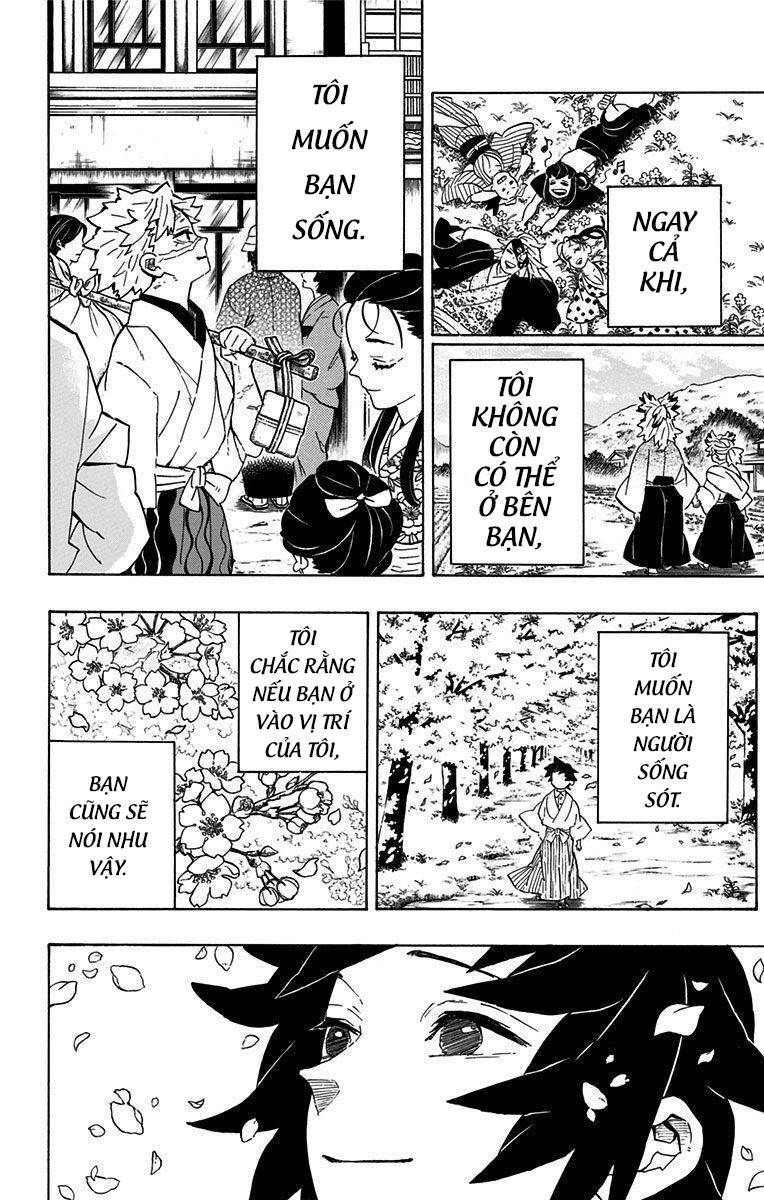 NGAY
CẢ
KHI,
TÔI
KHÔNG
CÒN
CÓ THỂ
Ở BÊN
BẠN,
TÔI
MUỐN
BẠN
SỐNG.
TÔI
MUỐN
BẠN LÀ
NGƯỜI
SỐNG
SÓT.
TÔI
CHẮC RẰNG
NẾU BẠN Ở
VÀO VỊ TRÍ
CỦA TÔI,
BẠN
CŨNG SẼ
NÓI NHU
VẬY.